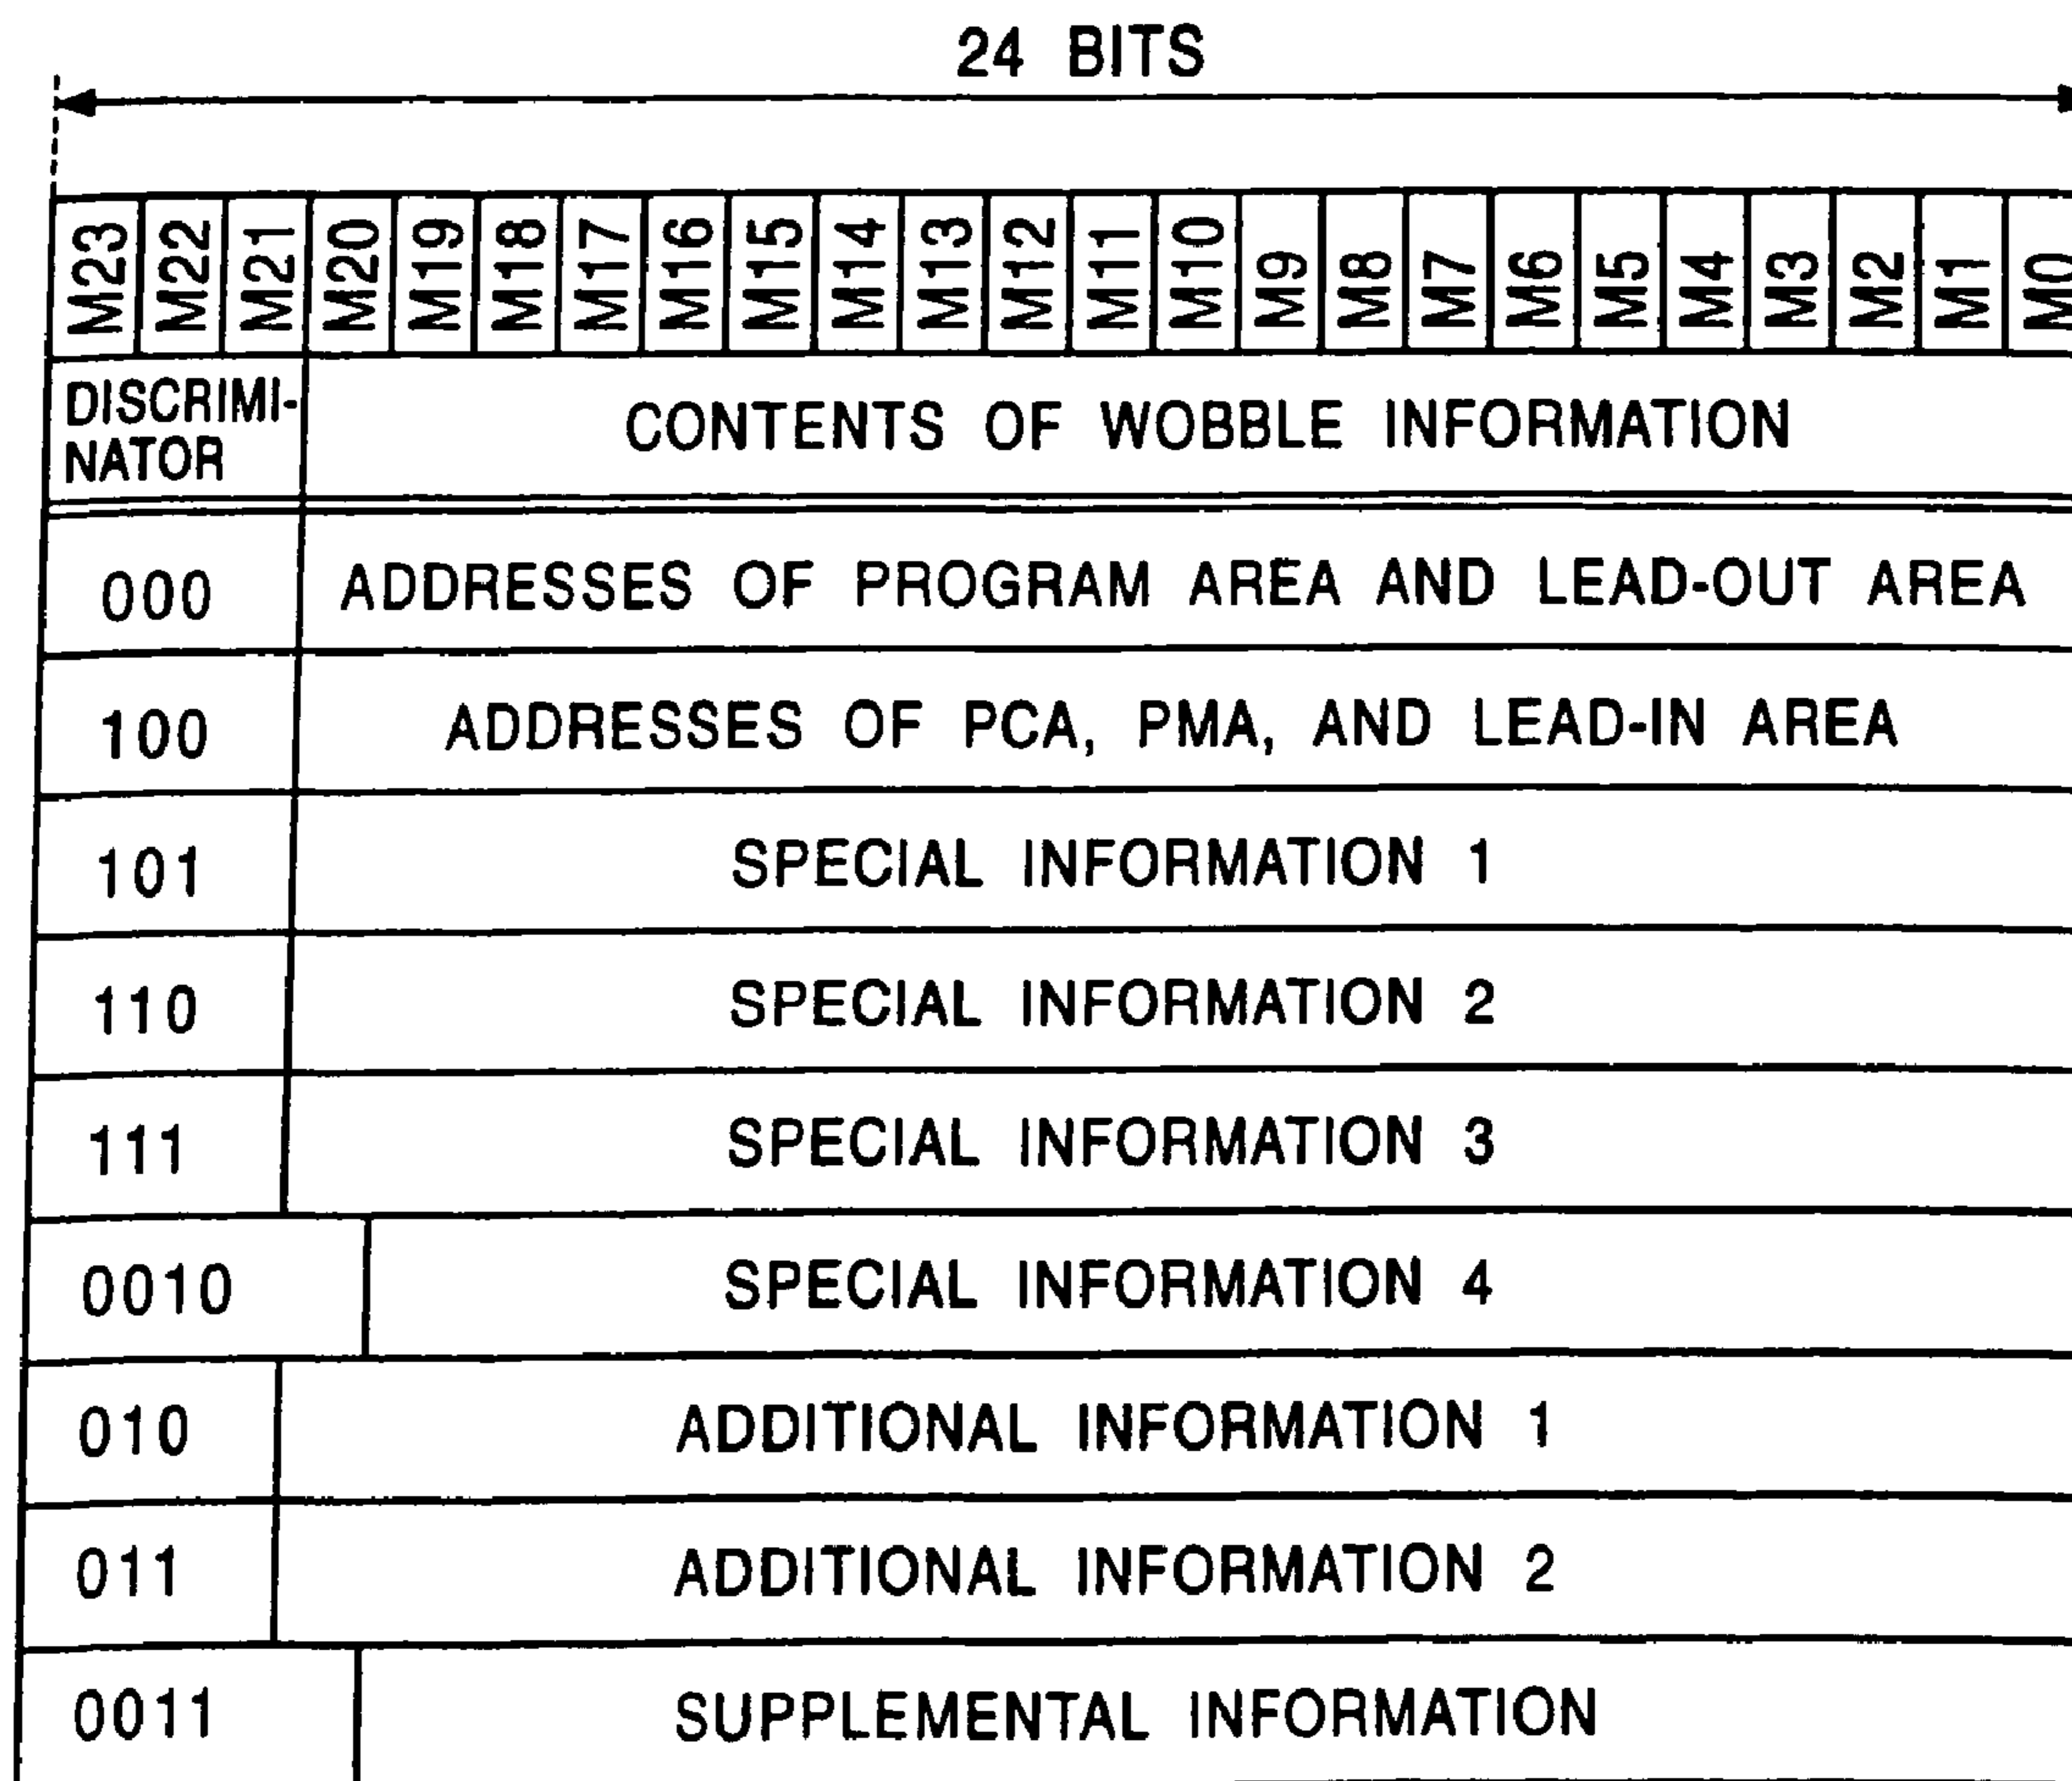 24 BITS
M23 M22 M21 M20 M19 M18 M17 M16 M15 M14 M13 M12 M11 M10 M9 M8 M7 M6 M5 M4 M3 M2 M1 M0
DISCRIMI-
NATOR
CONTENTS OF WOBBLE INFORMATION
000 ADDRESSES OF PROGRAM AREA AND LEAD-OUT AREA
100 ADDRESSES OF PCA, PMA, AND LEAD-IN AREA
101 SPECIAL INFORMATION 1
110 SPECIAL INFORMATION 2
111 SPECIAL INFORMATION 3
0010 SPECIAL INFORMATION 4
010 ADDITIONAL INFORMATION 1
011 ADDITIONAL INFORMATION 2
0011 SUPPLEMENTAL INFORMATION